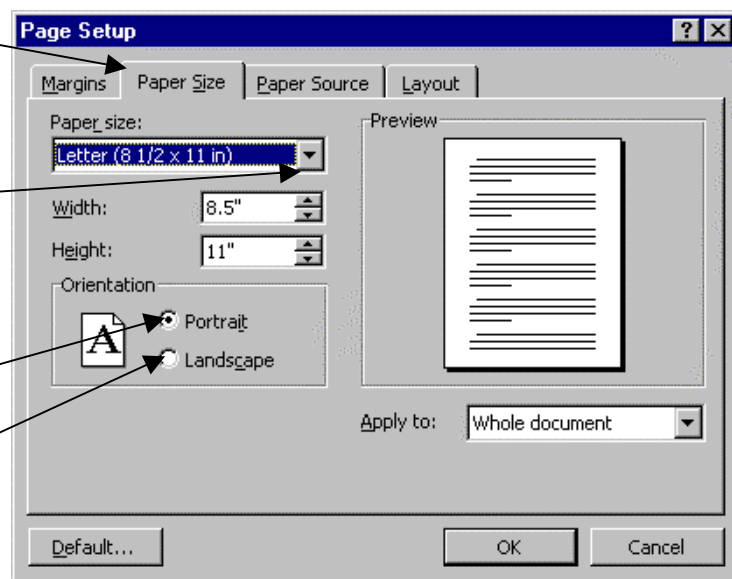 Page Setup
Margins Paper Size Paper Source Layout
Paper size:
Letter (8 1/2 x 11 in)
Width: 8.5"
Height: 11"
Orientation
A
Portrait
Landscape
Preview
Apply to: Whole document
Default... OK Cancel